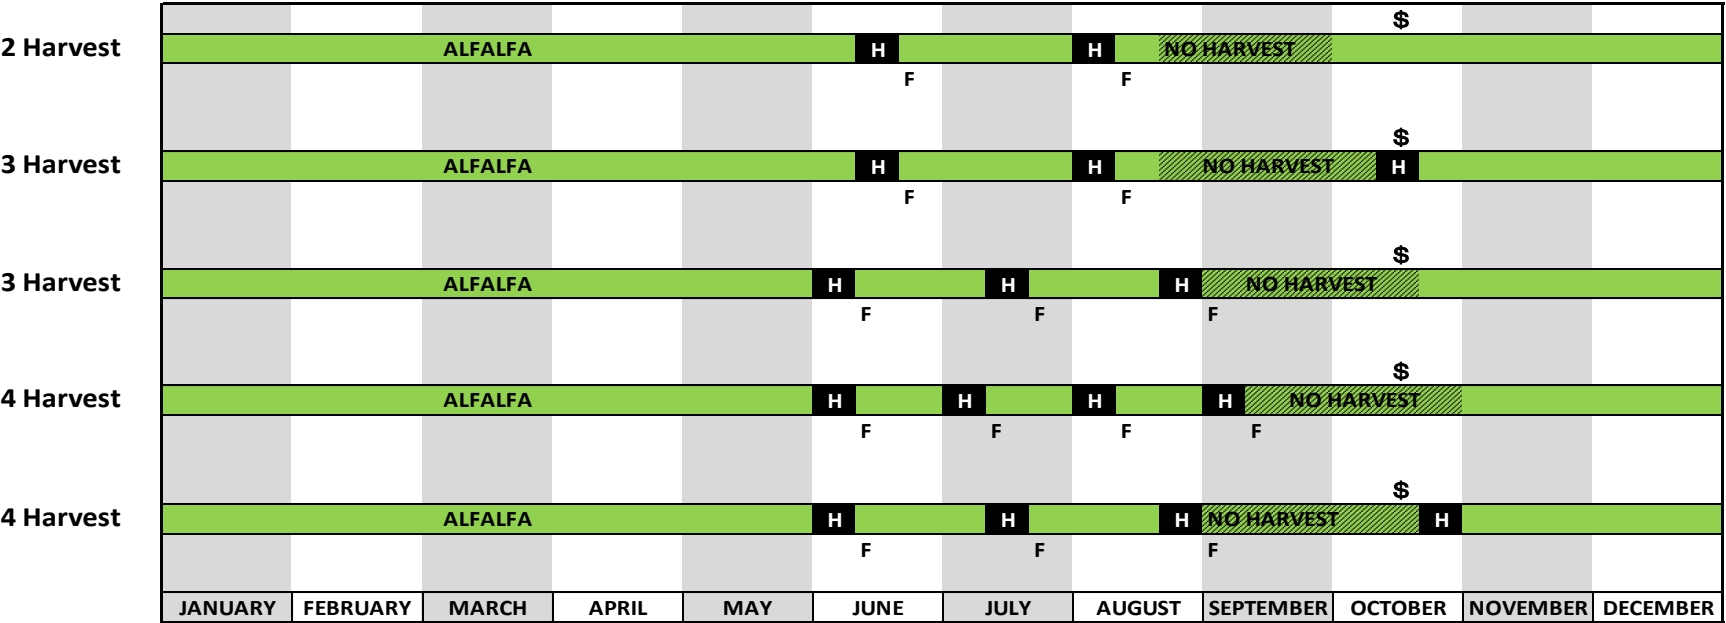 $
2 Harvest ALFALFA H H NO HARVEST
F F
$
3 Harvest ALFALFA H H NO HARVEST H
F F
$
3 Harvest ALFALFA H H H NO HARVEST
F F F
$
4 Harvest ALFALFA H H H H NO HARVEST
F F F F
$
4 Harvest ALFALFA H H H NO HARVEST H
F F F
JANUARY FEBRUARY MARCH APRIL MAY JUNE JULY AUGUST SEPTEMBER OCTOBER NOVEMBER DECEMBER